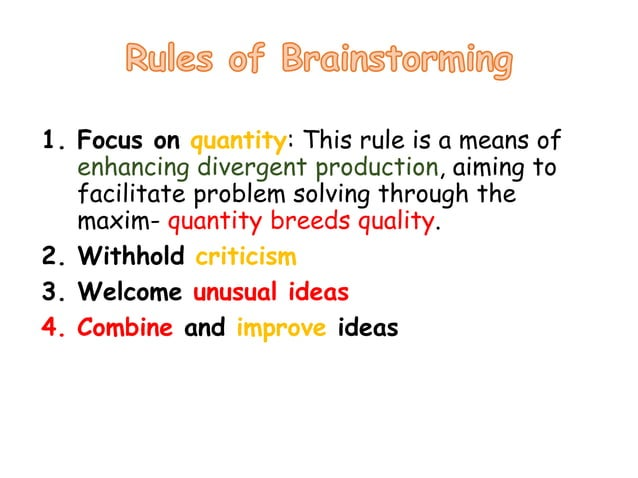 Rules of Brainstorming
1. Focus on quantity: This rule is a means of
enhancing divergent production, aiming to
facilitate problem solving through the
maxim- quantity breeds quality.
2. Withhold criticism
3. Welcome unusual ideas
4. Combine and improve ideas